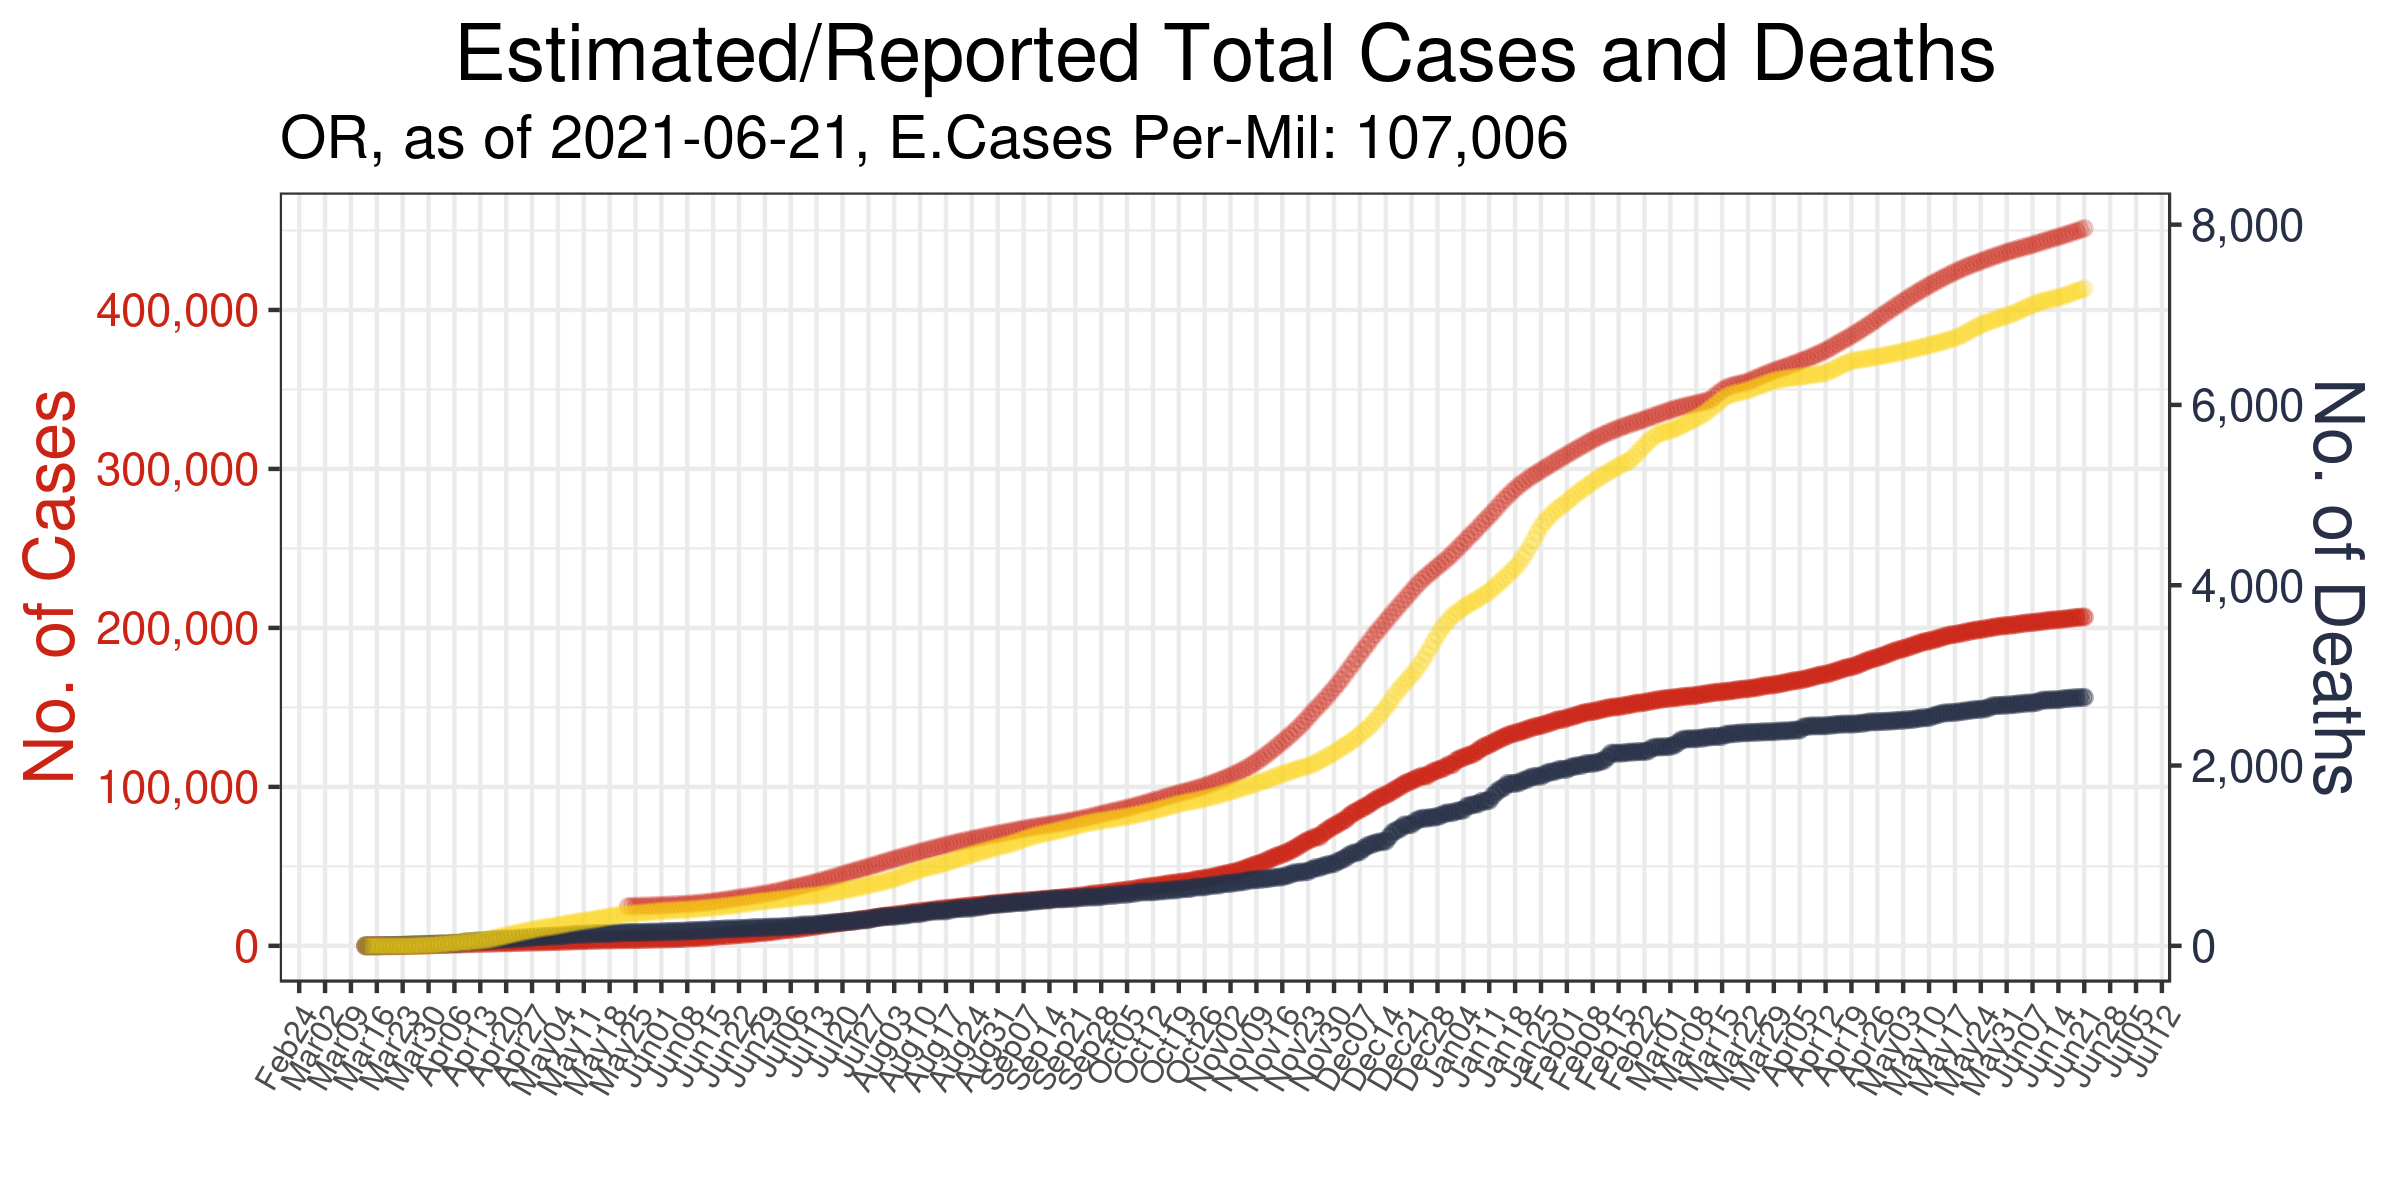 Estimated/Reported Total Cases and Deaths
OR, as of 2021-06-21, E.Cases Per-Mil: 107,006
No. of Cases
400,000
300,000
200,000
100,000
0
8,000
6,000
4,000
2,000
0
No. of Deaths
Feb24
Mar02
Mar09
Mar16
Mar23
Mar30
Apr06
Apr13
Apr20
Apr27
May04
May11
May18
May25
Jun01
Jun08
Jun15
Jun22
Jun29
Jul06
Jul13
Jul20
Jul27
Aug03
Aug10
Aug17
Aug24
Aug31
Sep07
Sep14
Sep21
Sep28
Oct05
Oct12
Oct19
Oct26
Nov02
Nov09
Nov16
Nov23
Nov30
Dec07
Dec14
Dec21
Dec28
Jan04
Jan11
Jan18
Jan25
Feb01
Feb08
Feb15
Feb22
Mar01
Mar08
Mar15
Mar22
Mar29
Apr05
Apr12
Apr19
Apr26
May03
May10
May17
May24
May31
Jun07
Jun14
Jun21
Jun28
Jul05
Jul12